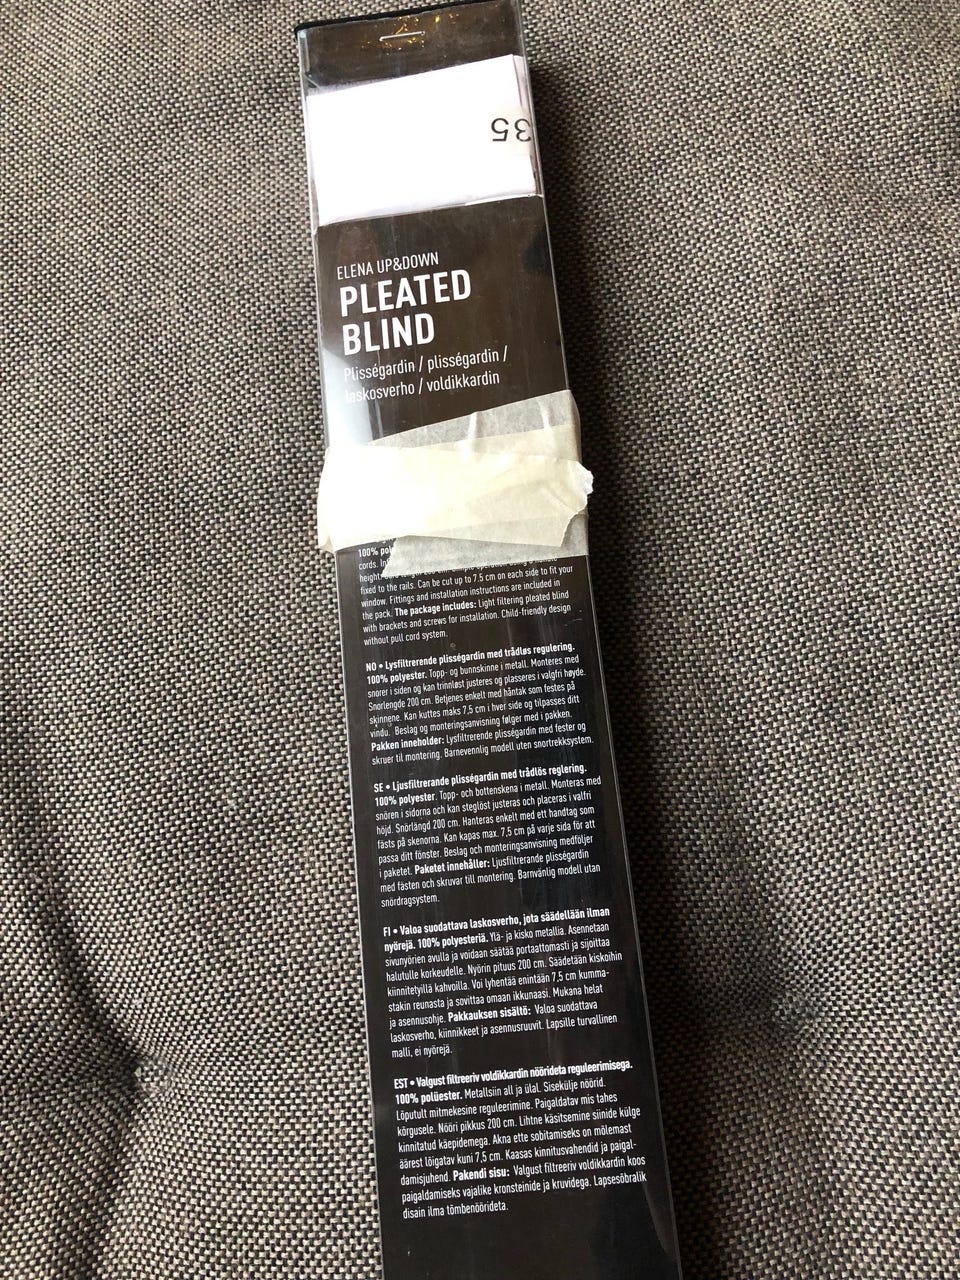 35
ELENA UP&DOWN
PLEATED
BLIND
Plisségardin / plisségardin /
laskosverho / voldikkardin
100% pol
cords. Inf
height.
fixed to the rails. Can be cut up to 7.5 cm on each side to fit your
window. Fittings and installation instructions are included in
the pack. The package includes: Light filtering pleated blind
with brackets and screws for installation. Child-friendly design
without pull cord system.
NO • Lysfiltrerende plisségardin med trådløs regulering.
100% polyester. Topp- og bunnskinne i metall. Monteres med
snorer i siden og kan trinnløst justeres og plasseres i valgfri høyde.
Snorlengde 200 cm. Betjenes enkelt med håntak som festes på
skinnene. Kan kuttes maks 7,5 cm i hver side og tilpasses ditt
vindu. Beslag og monteringsanvisning følger med i pakken.
Pakken inneholder: Lysfiltrerende plisségardin med fester og
skruer til montering. Barnevennlig modell uten snortrekksystem.
SE • Ljusfiltrerande plisségardin med trådlös reglering.
100% polyester. Topp- och bottenskena i metall. Monteras med
snören i sidorna och kan steglöst justeras och placeras i valfri
höjd. Snörlängd 200 cm. Hanteras enkelt med ett handtag som
fästs på skenorna. Kan kapas max. 7,5 cm på varje sida för att
passa ditt fönster. Beslag och monteringsanvisning medföljer
i paketet. Paketet innehåller: Ljusfiltrerande plisségardin
med fästen och skruvar till montering. Barnvänlig modell utan
snördragsystem.
FI • Valoa suodattava laskosverho, jota säädellään ilman
nyörejä. 100% polyesteriä. Ylä- ja kisko metallia. Asennetaan
sivunyörien avulla ja voidaan säätää portaattomasti ja sijoittaa
halutulle korkeudelle. Nyörin pituus 200 cm. Säädetään kiskoihin
kiinnitetyillä kahvoilla. Voi lyhentää enintään 7,5 cm kumma-
stakin reunasta ja sovittaa omaan ikkunaasi. Mukana helat
ja asennusohje. Pakkauksen sisältö: Valoa suodattava
laskosverho, kiinnikkeet ja asennusruuvit. Lapsille turvallinen
malli, ei nyörejä.
EST • Valgust filtreeriv voldikkardin nöörideta reguleerimisega.
100% polüester. Metallsiin all ja ülal. Sisekülje nöörid.
Lõputult mitmekesine reguleerimine. Paigaldatav mis tahes
kõrgusele. Nööri pikkus 200 cm. Lihtne käsitsemine siinide külge
kinnitatud käepidemega. Akna ette sobitamiseks on mõlemast
äärest lõigatav kuni 7,5 cm. Kaasas kinnitusvahendid ja paigal-
damisjuhend. Pakendi sisu: Valgust filtreeriv voldikkardin koos
paigaldamiseks vajalike kronsteinide ja kruvidega. Lapsesõbralik
disain ilma tõmbenöörideta.